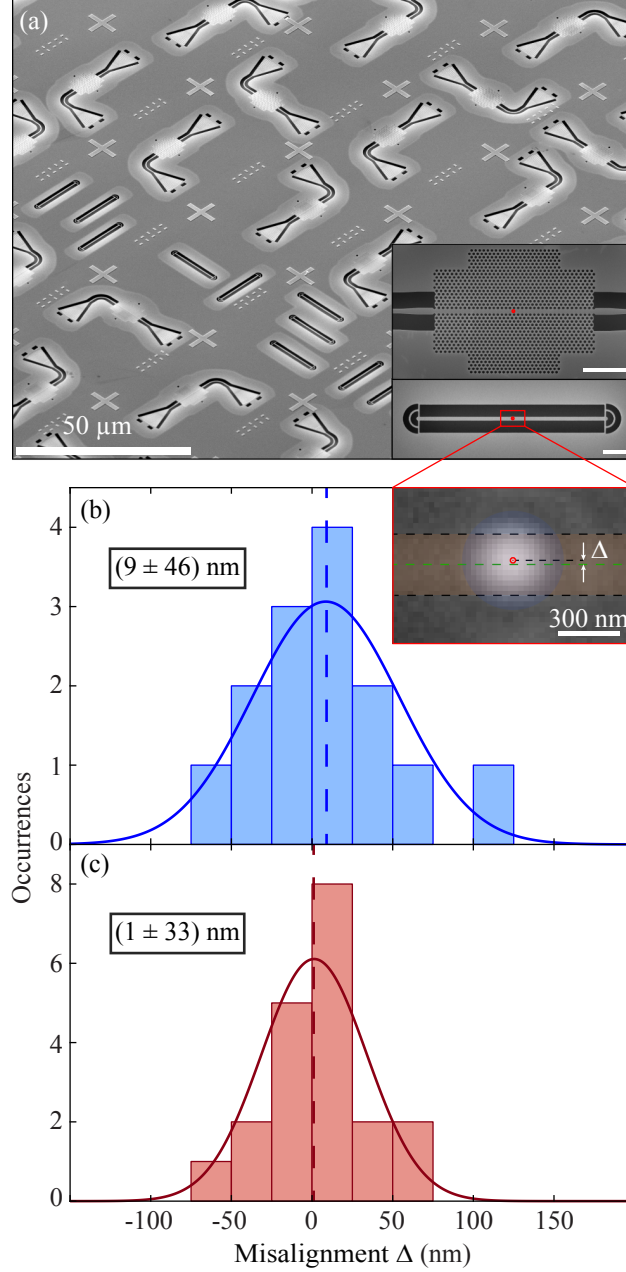 (a)
50 µm
(b)
(9 ± 46) nm
Δ
300 nm
4
3
2
1
0
Occurrences
(c)
(1 ± 33) nm
8
6
4
2
0
-100 -50 0 50 100 150
Misalignment Δ (nm)